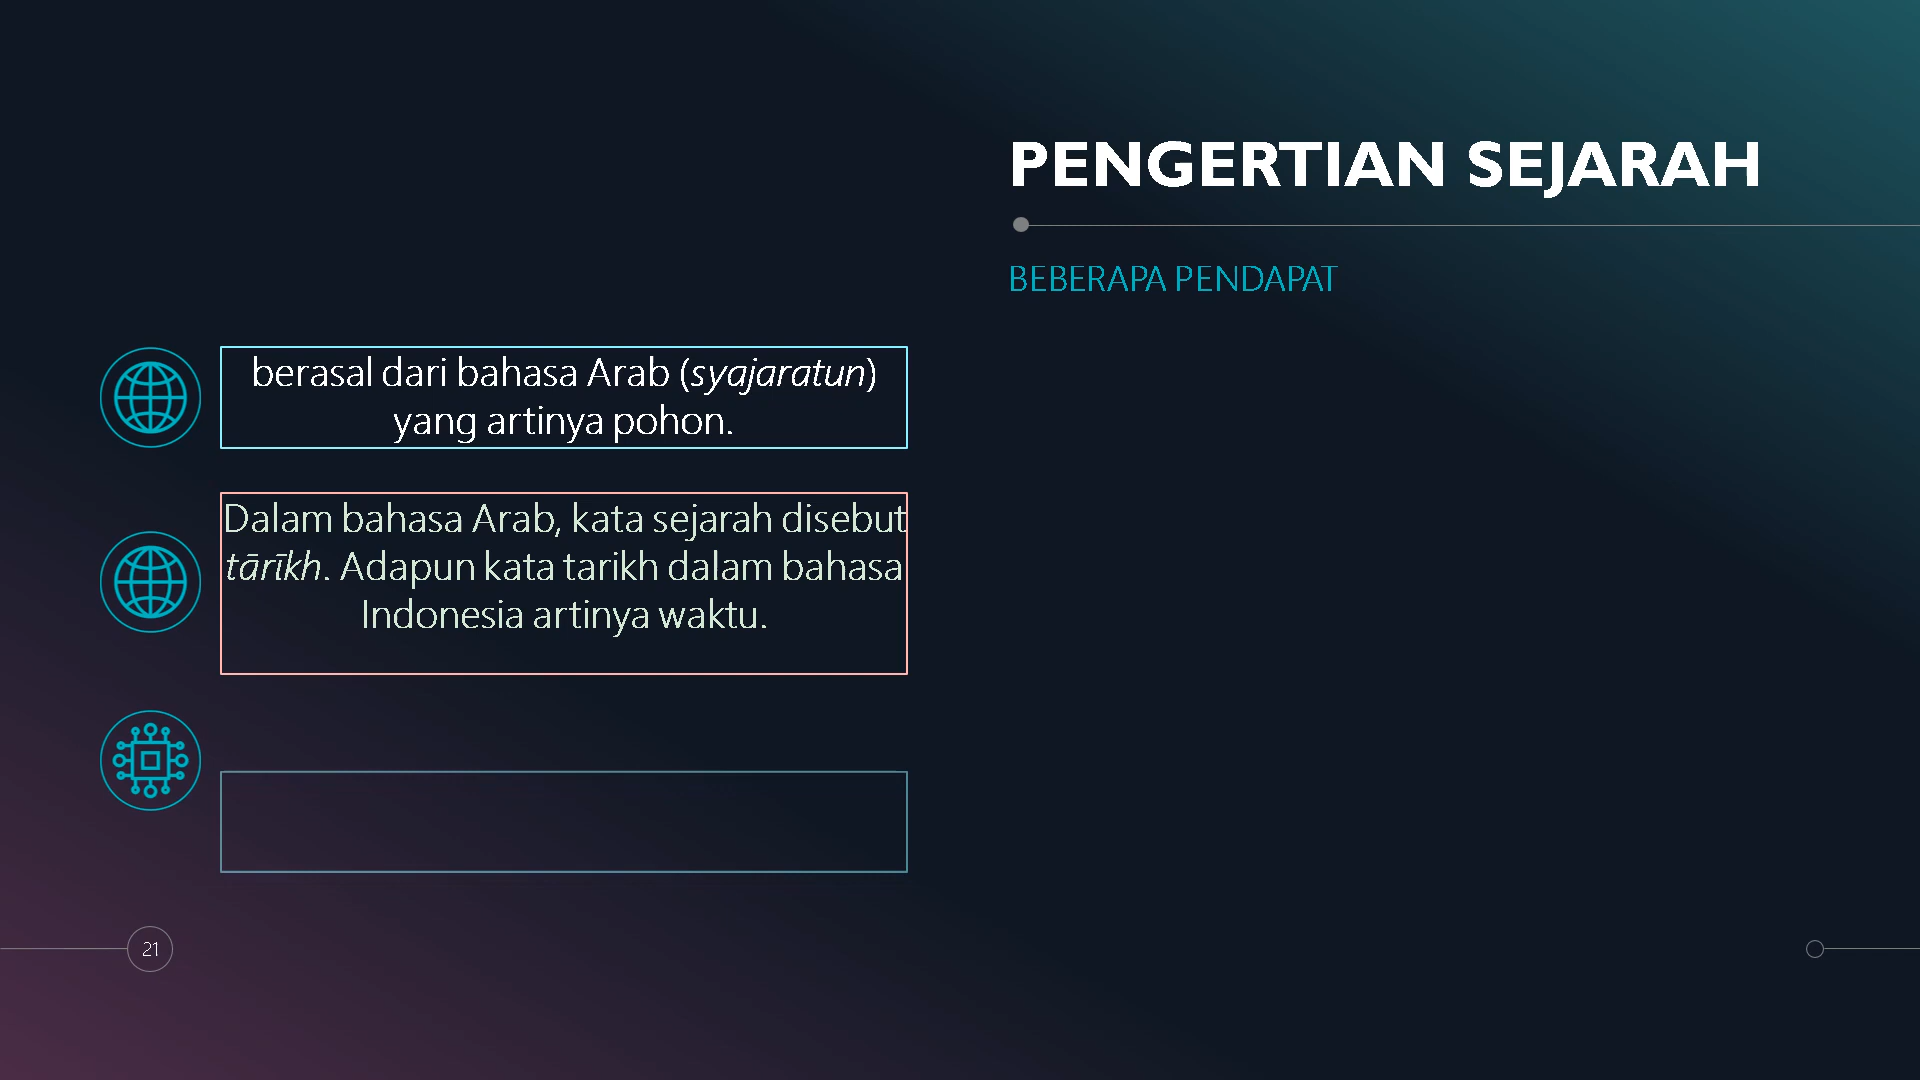 PENGERTIAN SEJARAH
BEBERAPA PENDAPAT
berasal dari bahasa Arab (syajaratun)
yang artinya pohon.
Dalam bahasa Arab, kata sejarah disebut
tārīkh. Adapun kata tarikh dalam bahasa
Indonesia artinya waktu.
21